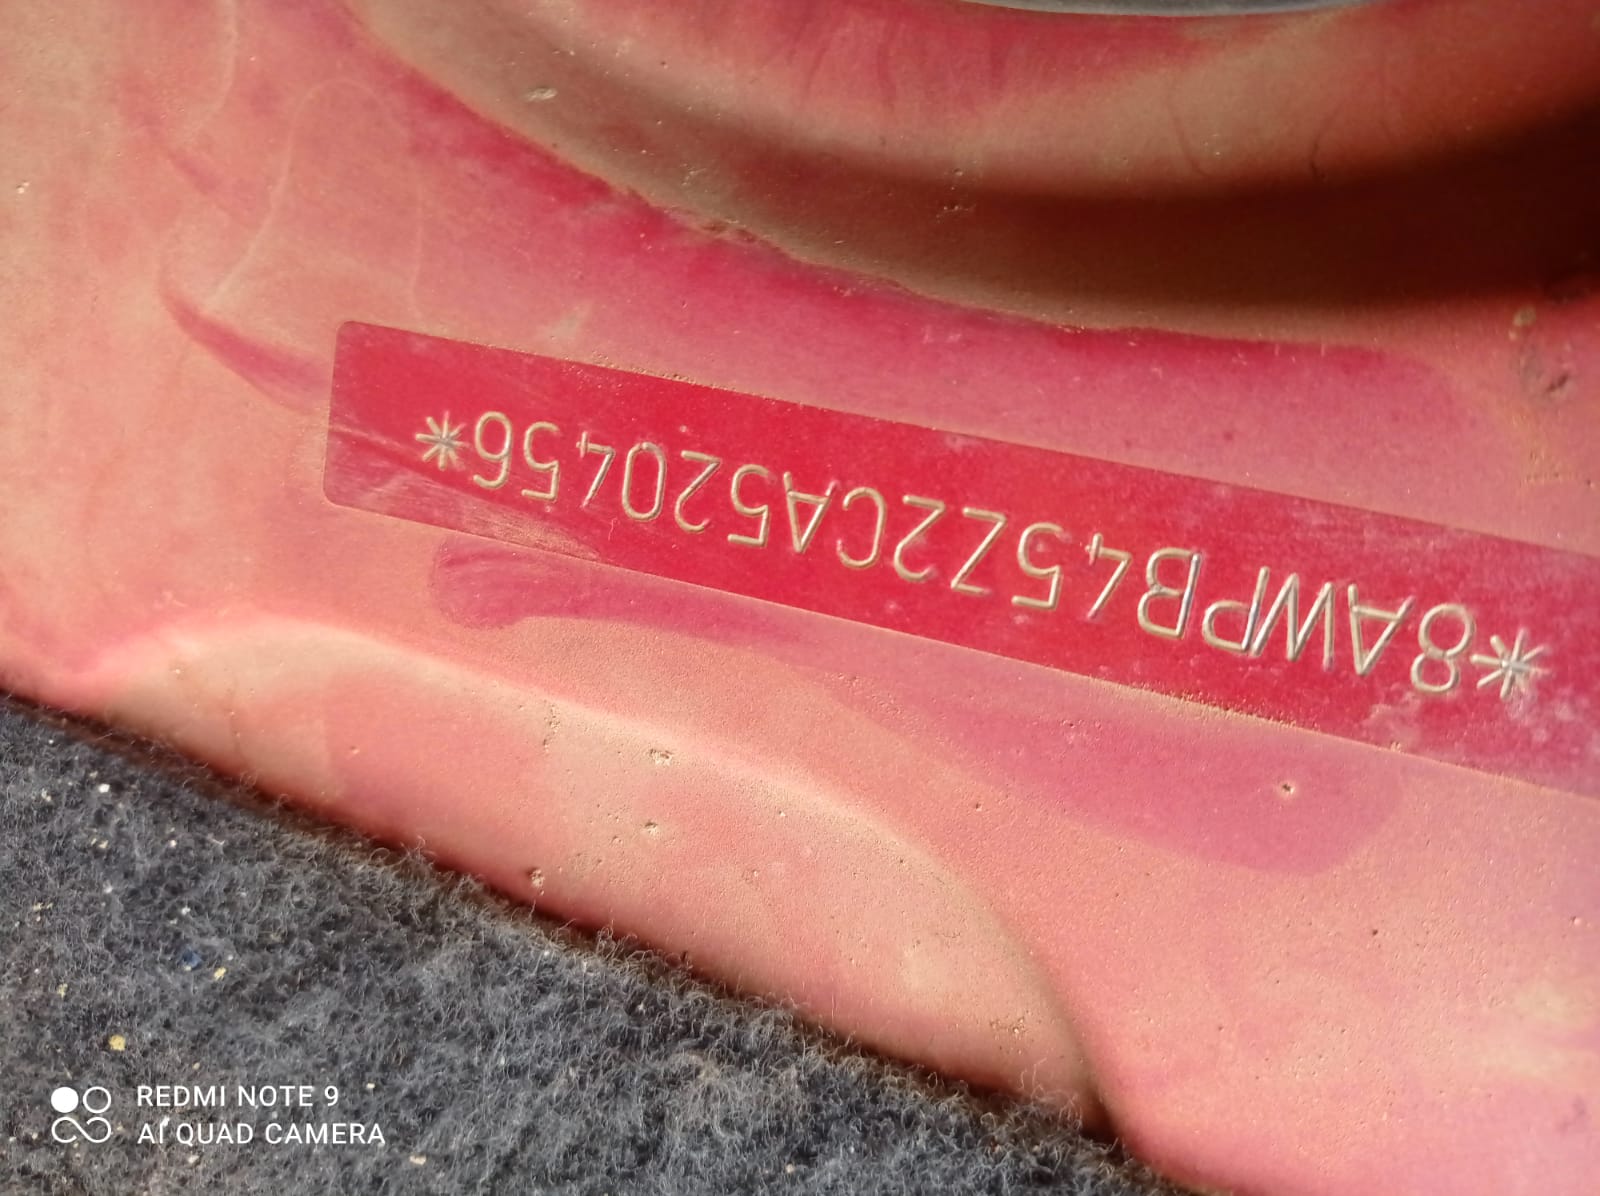 *8AWPB45Z2CA520456*
REDMI NOTE 9
AI QUAD CAMERA